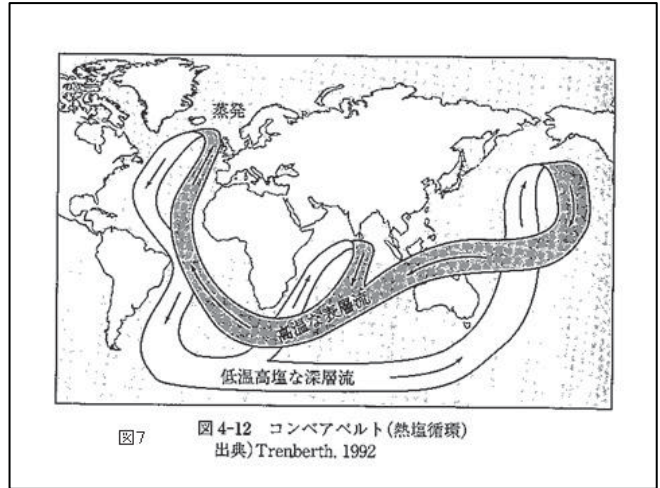 蒸発
高温な表層流
低温高塩な深層流
図7
図4-12 コンベアベルト(熱塩循環)
出典)Trenberth, 1992